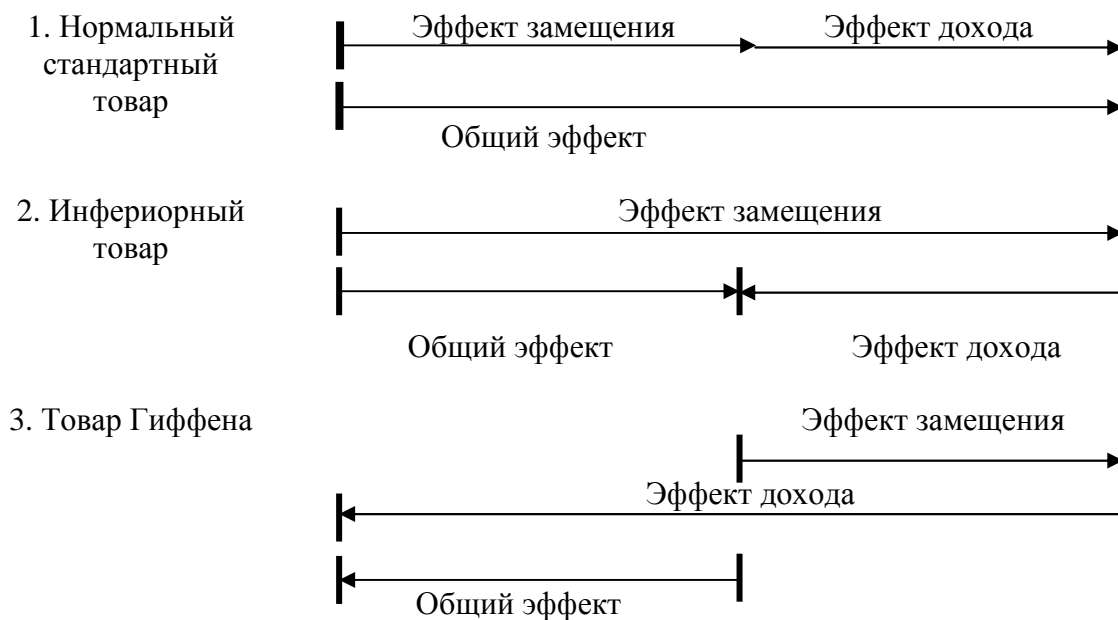 1. Нормальный
стандартный
товар
Эффект замещения
Эффект дохода
Общий эффект
2. Инфериорный
товар
Эффект замещения
Общий эффект
Эффект дохода
3. Товар Гиффена
Эффект замещения
Эффект дохода
Общий эффект